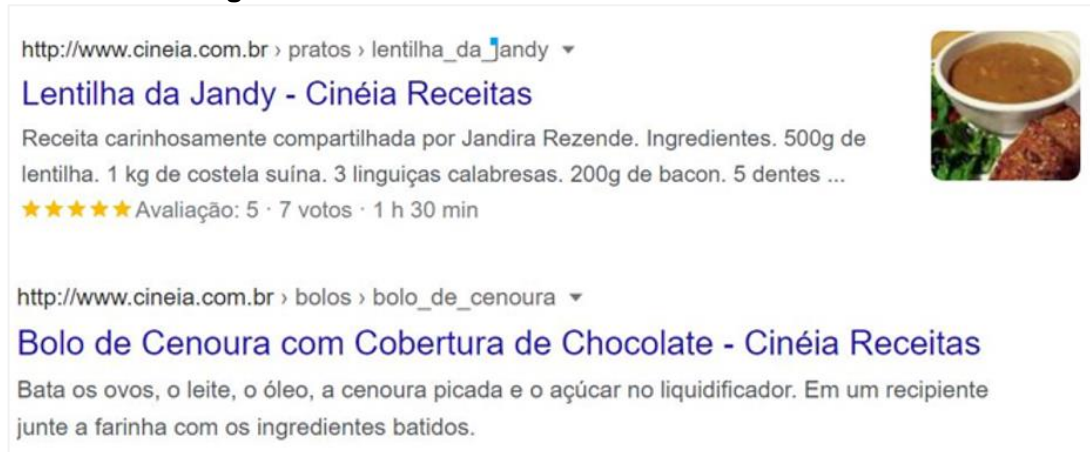 http://www.cineia.com.br › pratos › lentilha_da_jandy
Lentilha da Jandy - Cinéia Receitas
Receita carinhosamente compartilhada por Jandira Rezende. Ingredientes. 500g de
lentilha. 1 kg de costela suína. 3 linguiças calabresas. 200g de bacon. 5 dentes ...
Avaliação: 5 · 7 votos · 1 h 30 min
http://www.cineia.com.br › bolos › bolo_de_cenoura
Bolo de Cenoura com Cobertura de Chocolate - Cinéia Receitas
Bata os ovos, o leite, o óleo, a cenoura picada e o açúcar no liquidificador. Em um recipiente
junte a farinha com os ingredientes batidos.